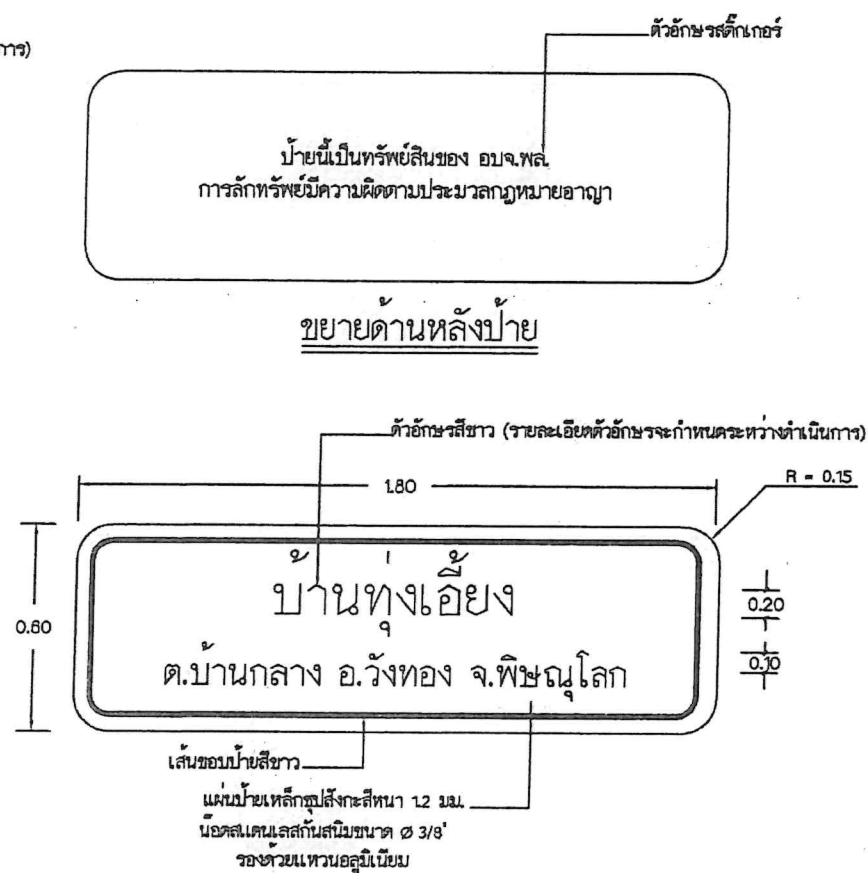 การ)
ตัวอักษรสติ๊กเกอร์
ป้ายนี้เป็นทรัพย์สินของ อบจ.พล.
การลักทรัพย์มีความผิดตามประมวลกฎหมายอาญา
ขยายด้านหลังป้าย
ตัวอักษรสีขาว (รายละเอียดตัวอักษรจะกำหนดระหว่างดำเนินการ)
1.80
R = 0.15
บ้านทุ่งเอี้ยง
0.60
0.20
ต.บ้านกลาง อ.วังทอง จ.พิษณุโลก
0.10
เส้นขอบป้ายสีขาว
แผ่นป้ายเหล็กชุปสังกะสีหนา 1.2 มม.
น๊อตสแตนเลสกันสนิมขนาด Ø 3/8"
รองด้วยแหวนอลูมิเนียม